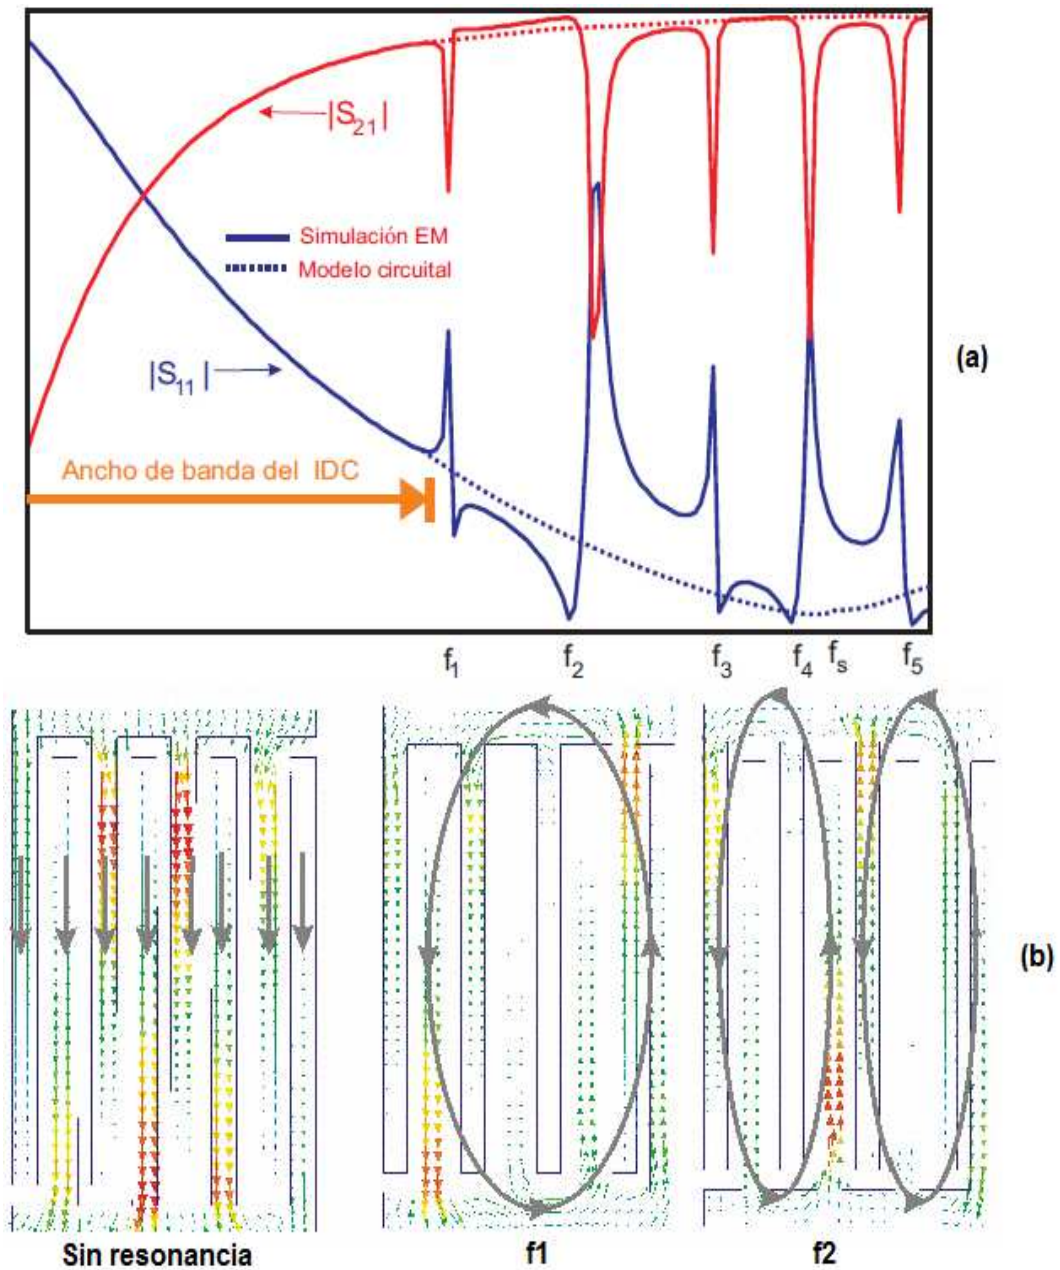 |S21|
Simulación EM
Modelo circuital
|S11 |
(a)
Ancho de banda del IDC
f1 f2 f3 f4 fs f5
(b)
Sin resonancia f1 f2